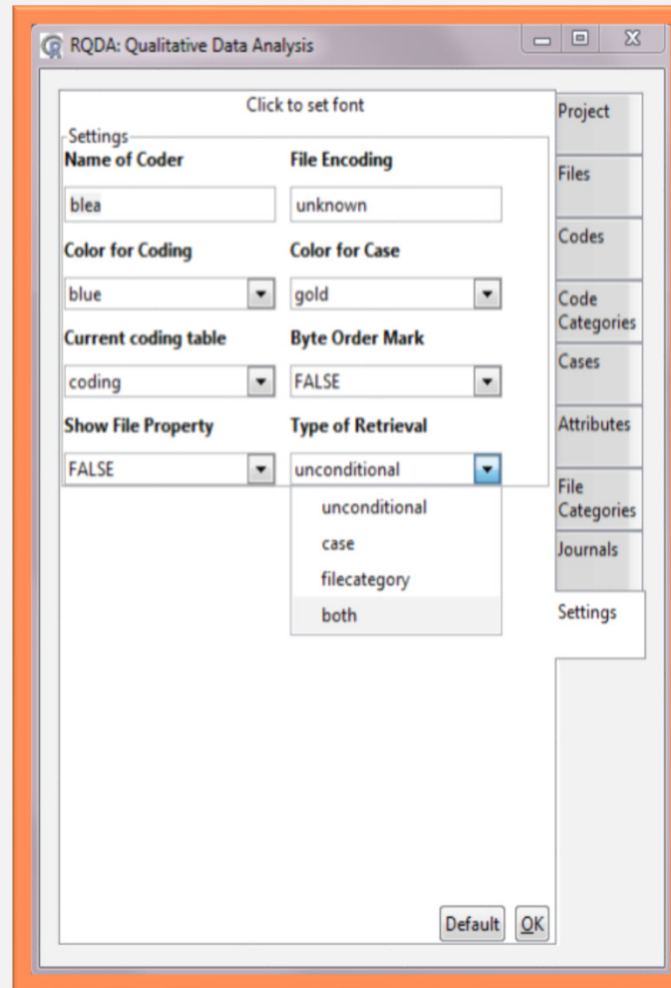 RQDA: Qualitative Data Analysis
Click to set font
Settings
Name of Coder
File Encoding
blea
unknown
Color for Coding
Color for Case
blue
gold
Current coding table
Byte Order Mark
coding
FALSE
Show File Property
Type of Retrieval
FALSE
unconditional
unconditional
case
filecategory
both
Default
OK
Project
Files
Codes
Code
Categories
Cases
Attributes
File
Categories
Journals
Settings